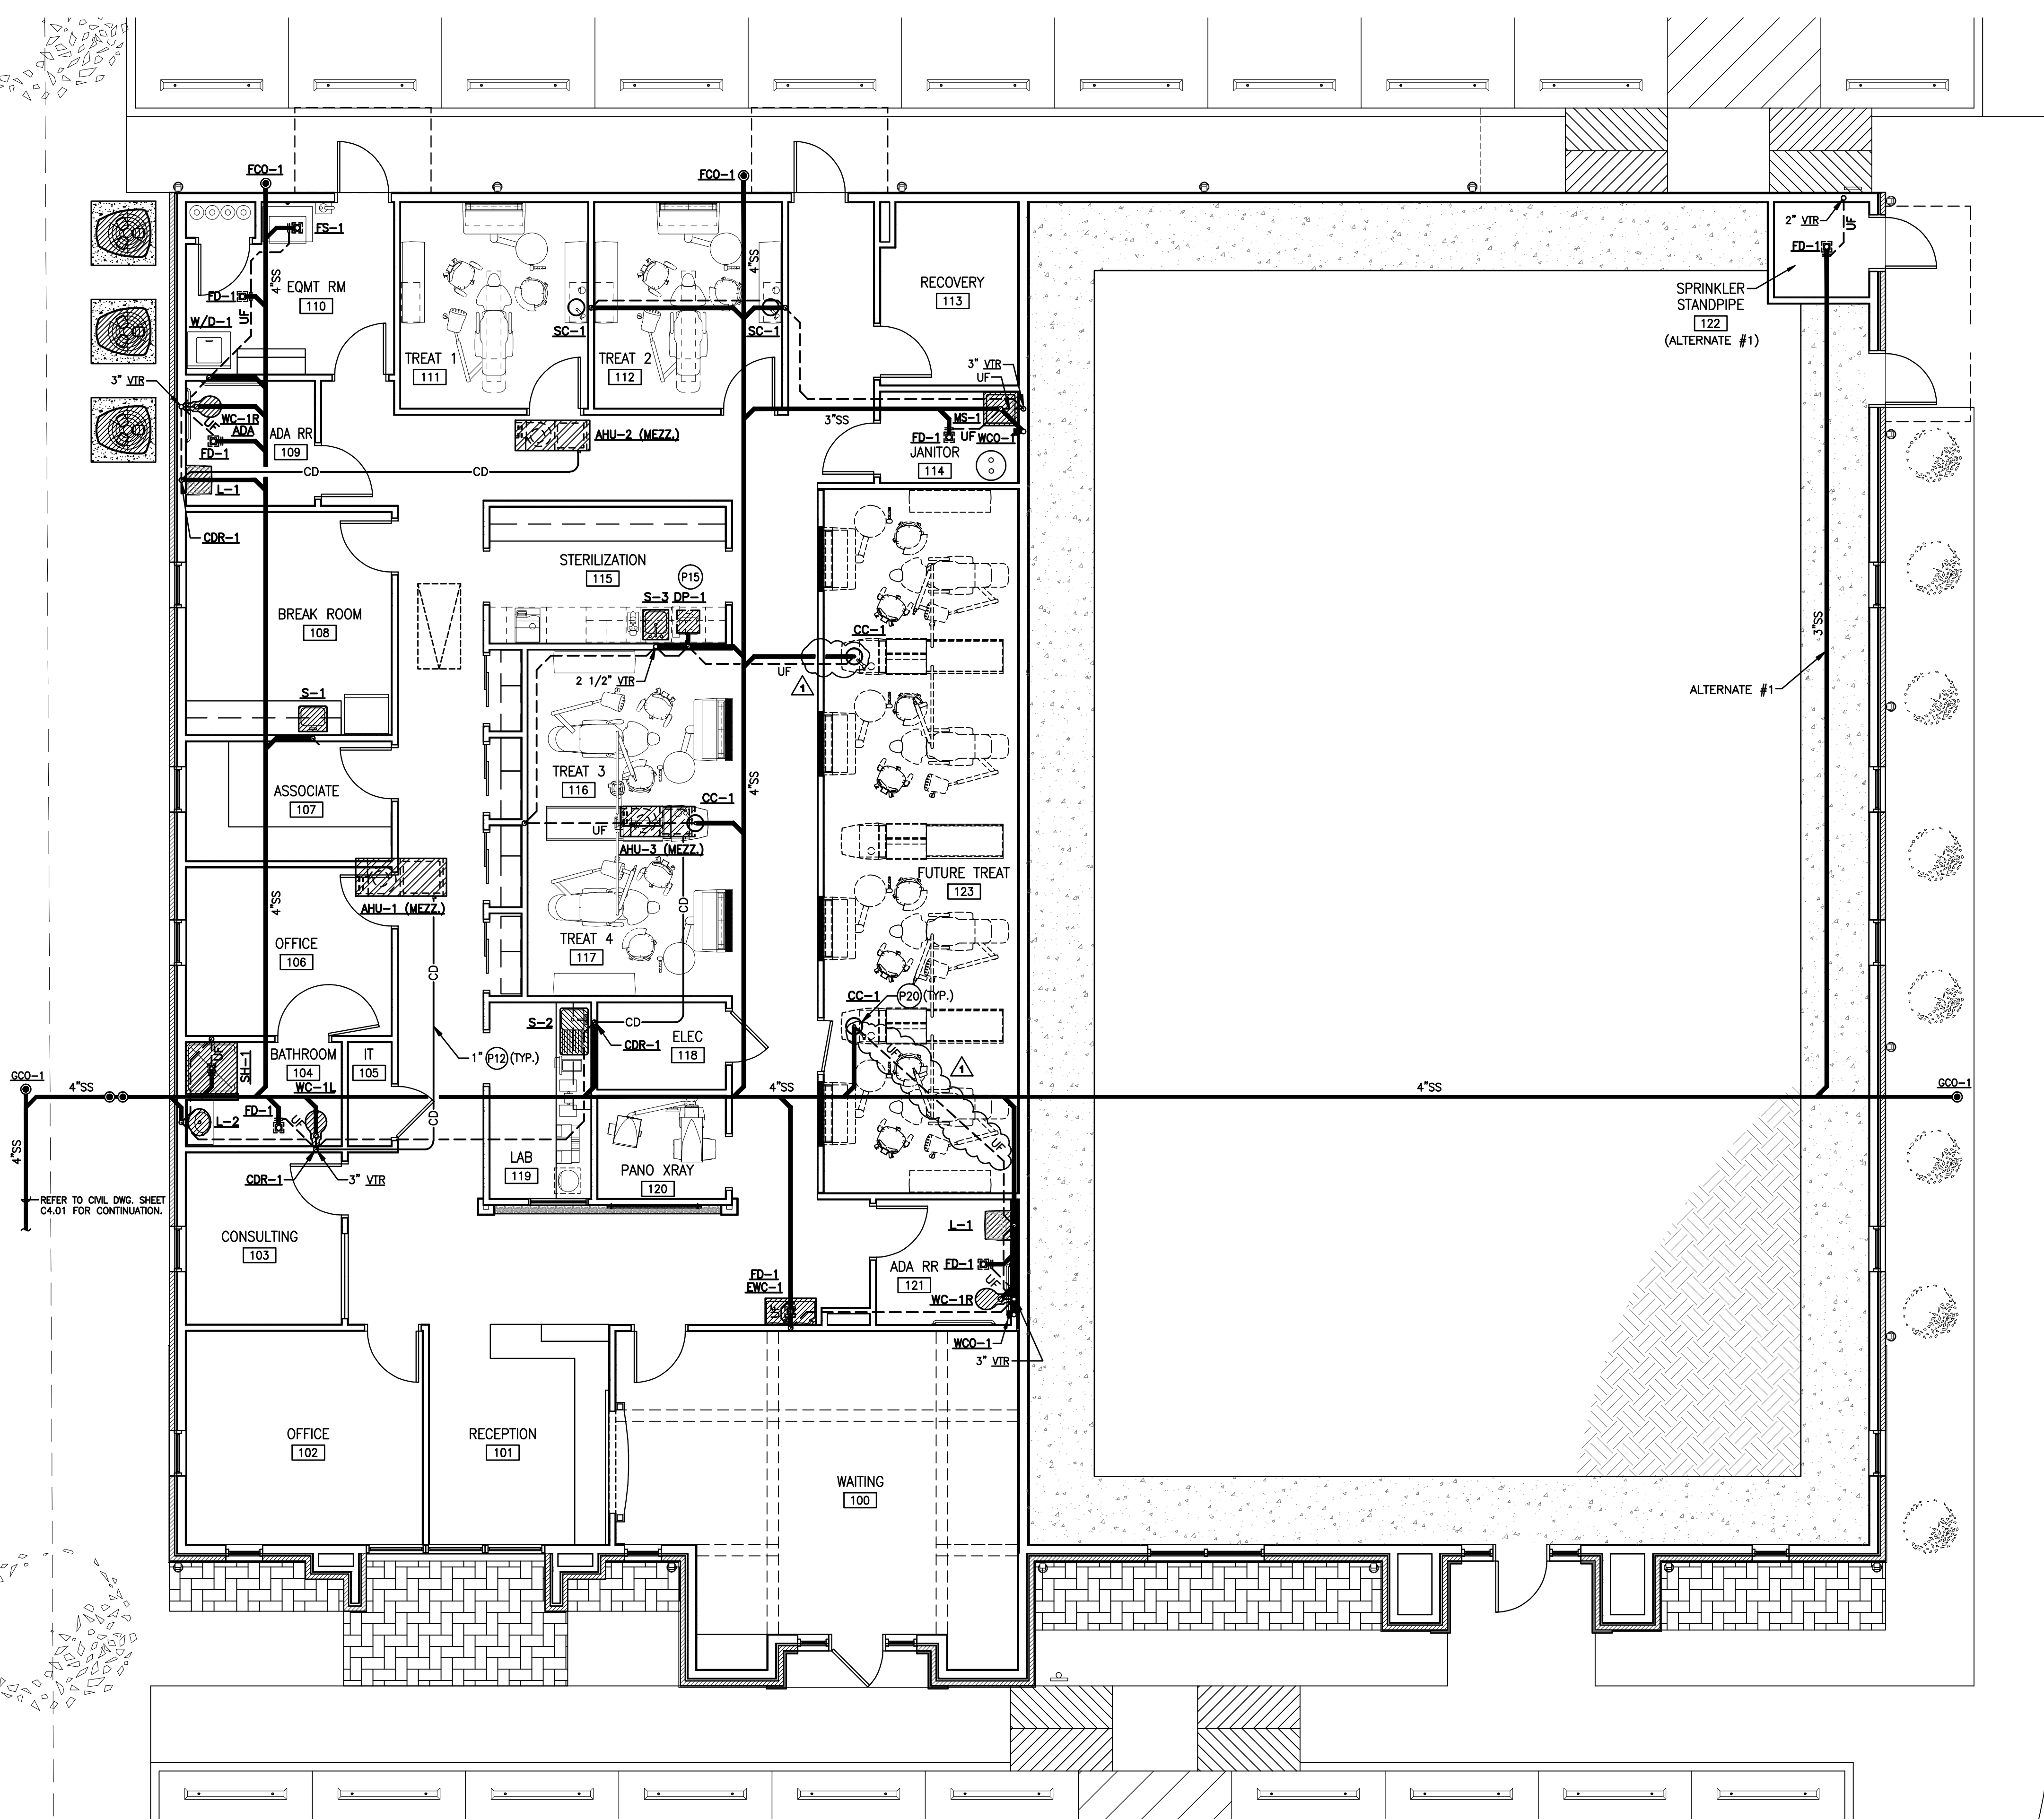 FCO-1
FCO-1
FS-1
4"SS
EQMT RM
110
FD-1
UF
W/D-1
3" VTR
WC-1R
ADA
UF
FD-1
ADA RR
109
L-1
CDR-1
CD
CD
TREAT 1
111
SC-1
TREAT 2
112
SC-1
4"SS
AHU-2 (MEZZ.)
RECOVERY
113
3" VTR
UF
3"SS
MS-1
FD-1
UF
WCO-1
JANITOR
114
2" VTR
UF
FD-1
SPRINKLER
STANDPIPE
122
(ALTERNATE #1)
3"SS
ALTERNATE #1
STERILIZATION
115
P15
S-3
DP-1
BREAK ROOM
108
S-1
CC-1
UF
1
2 1/2" VTR
TREAT 3
116
CC-1
4"SS
UF
AHU-3 (MEZZ.)
ASSOCIATE
107
4"SS
AHU-1 (MEZZ.)
FUTURE TREAT
123
CD
OFFICE
106
CD
TREAT 4
117
CC-1
P20
(TYP.)
S-2
CD
CDR-1
ELEC
118
UF
1
1" P12 (TYP.)
UF
SH-1
BATHROOM
104
IT
105
WC-1L
GCO-1
4"SS
4"SS
4"SS
GCO-1
L-2
FD-1
UF
CD
4"SS
LAB
119
PANO XRAY
120
UF
CDR-1
3" VTR
REFER TO CIVIL DWG. SHEET
C4.01 FOR CONTINUATION.
CONSULTING
103
L-1
ADA RR
121
FD-1
UF
WC-1R
FD-1
EWC-1
UF
WCO-1
3" VTR
OFFICE
102
RECEPTION
101
WAITING
100